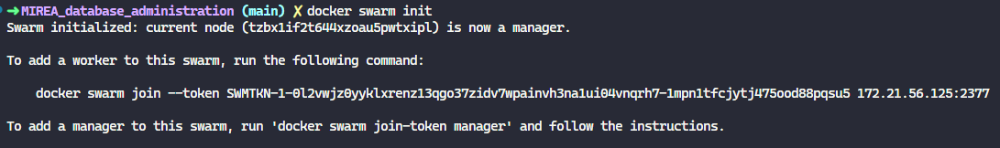 ➜MIREA_database_administration (main) ✗ docker swarm init
Swarm initialized: current node (tzbx1if2t644xzoau5pwtxipl) is now a manager.
To add a worker to this swarm, run the following command:
docker swarm join --token SWMTKN-1-0l2vwjz0yyklxrenz13qgo37zidv7wpainvh3na1ui04vnqrh7-1mpn1tfcjytj475ood88pqsu5 172.21.56.125:2377
To add a manager to this swarm, run 'docker swarm join-token manager' and follow the instructions.